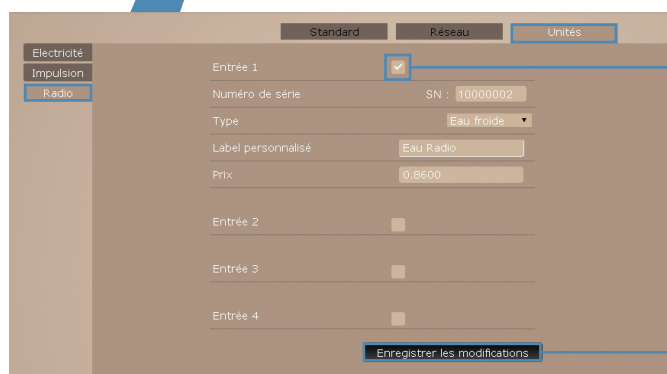 Standard Réseau Unités
Electricité
Impulsion
Radio
Entrée 1
Numéro de série SN : 10000002
Type Eau froide
Label personnalisé Eau Radio
Prix 0.8600
Entrée 2
Entrée 3
Entrée 4
Enregistrer les modifications